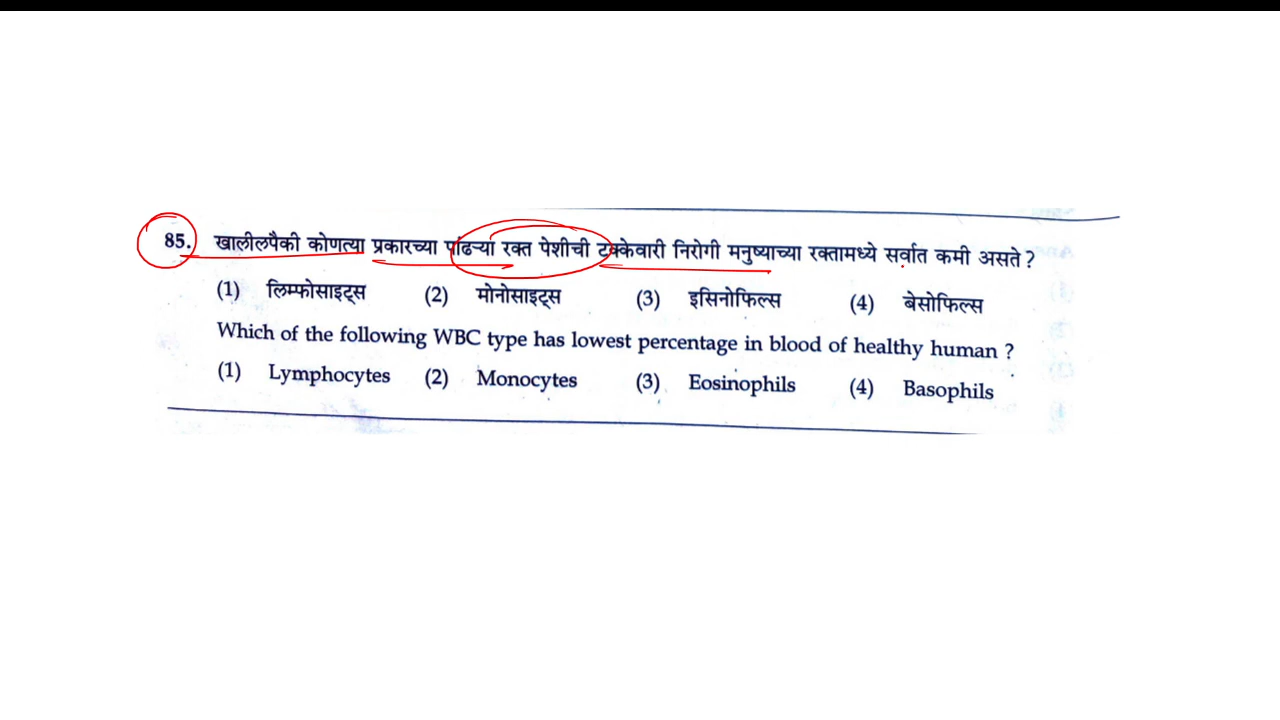 85. खालीलपैकी कोणत्या प्रकारच्या पांढऱ्या रक्त पेशीची टक्केवारी निरोगी मनुष्याच्या रक्तामध्ये सर्वात कमी असते ?
(1) लिम्फोसाइट्स (2) मोनोसाइट्स (3) इसिनोफिल्स (4) बेसोफिल्स
Which of the following WBC type has lowest percentage in blood of healthy human ?
(1) Lymphocytes (2) Monocytes (3) Eosinophils (4) Basophils